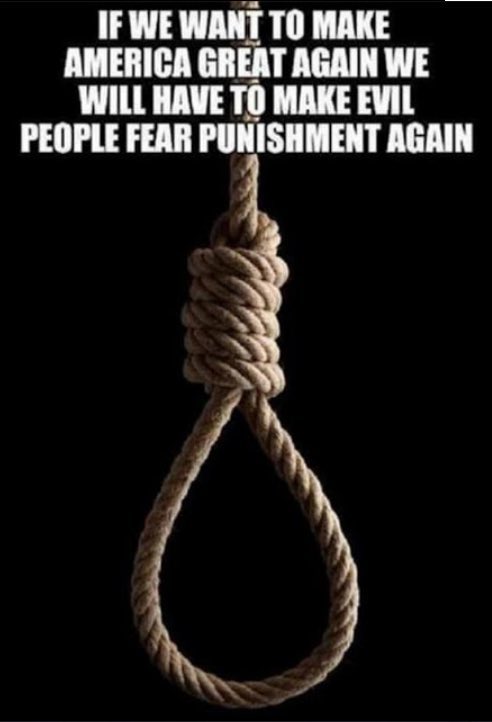 IF WE WANT TO MAKE
AMERICA GREAT AGAIN WE
WILL HAVE TO MAKE EVIL
PEOPLE FEAR PUNISHMENT AGAIN